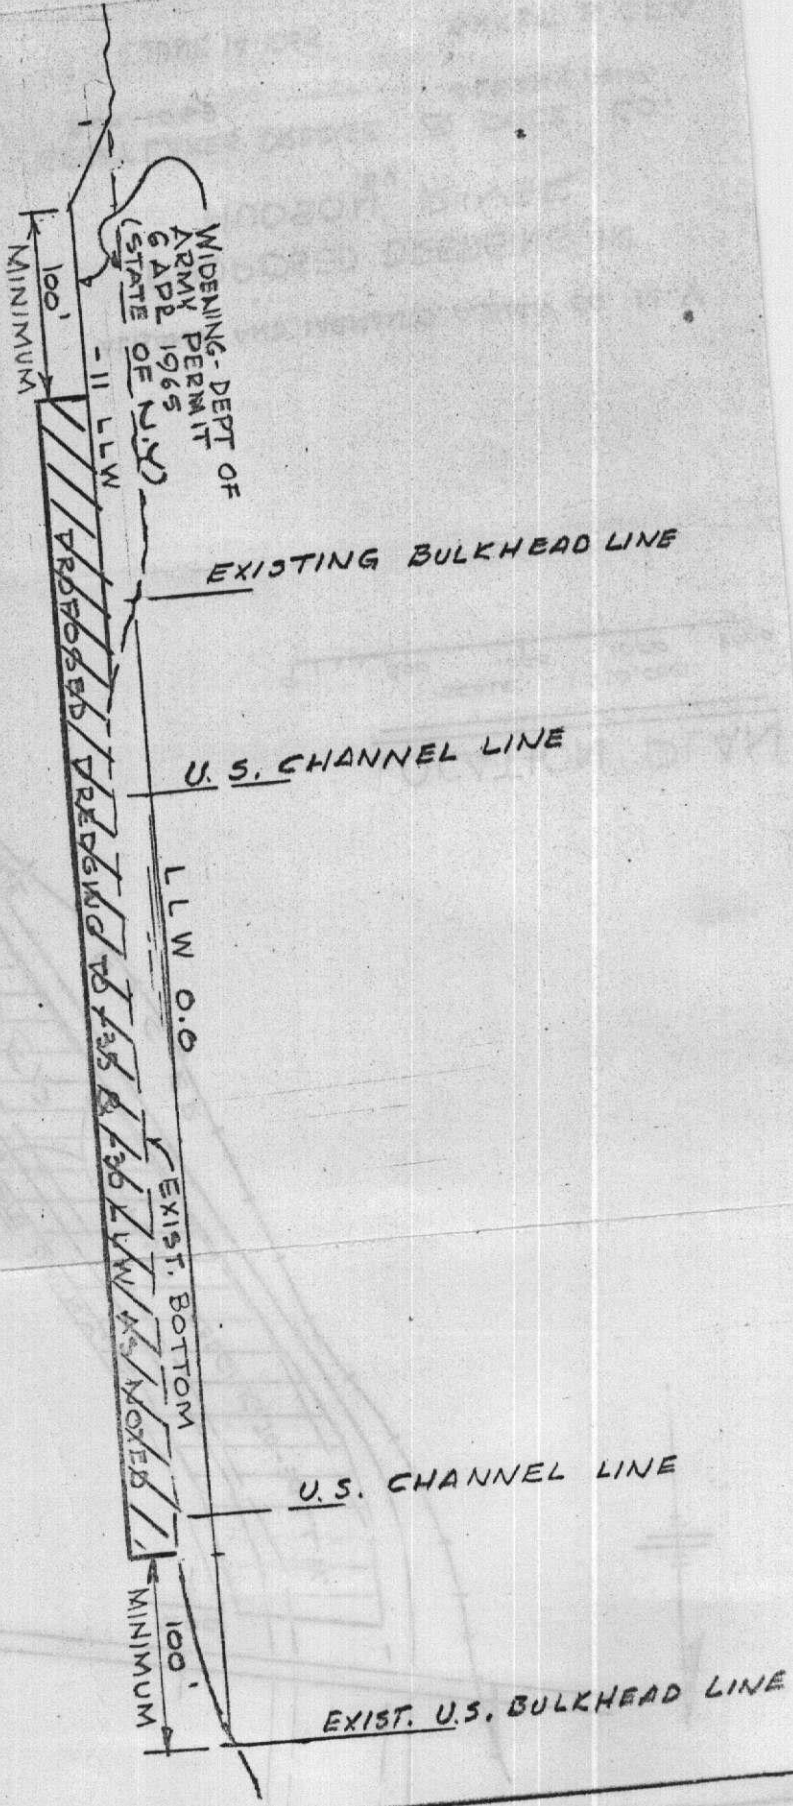 WIDENING - DEPT OF
ARMY PERMIT
6 APR 1965
(STATE OF N.Y.)
100'
MINIMUM
-11 LLW
EXISTING BULKHEAD LINE
U. S. CHANNEL LINE
LLW 0.0
PROPOSED DREDGING TO -35 & -30 LLW AS NOTED
EXIST. BOTTOM
U.S. CHANNEL LINE
100'
MINIMUM
EXIST. U.S. BULKHEAD LINE